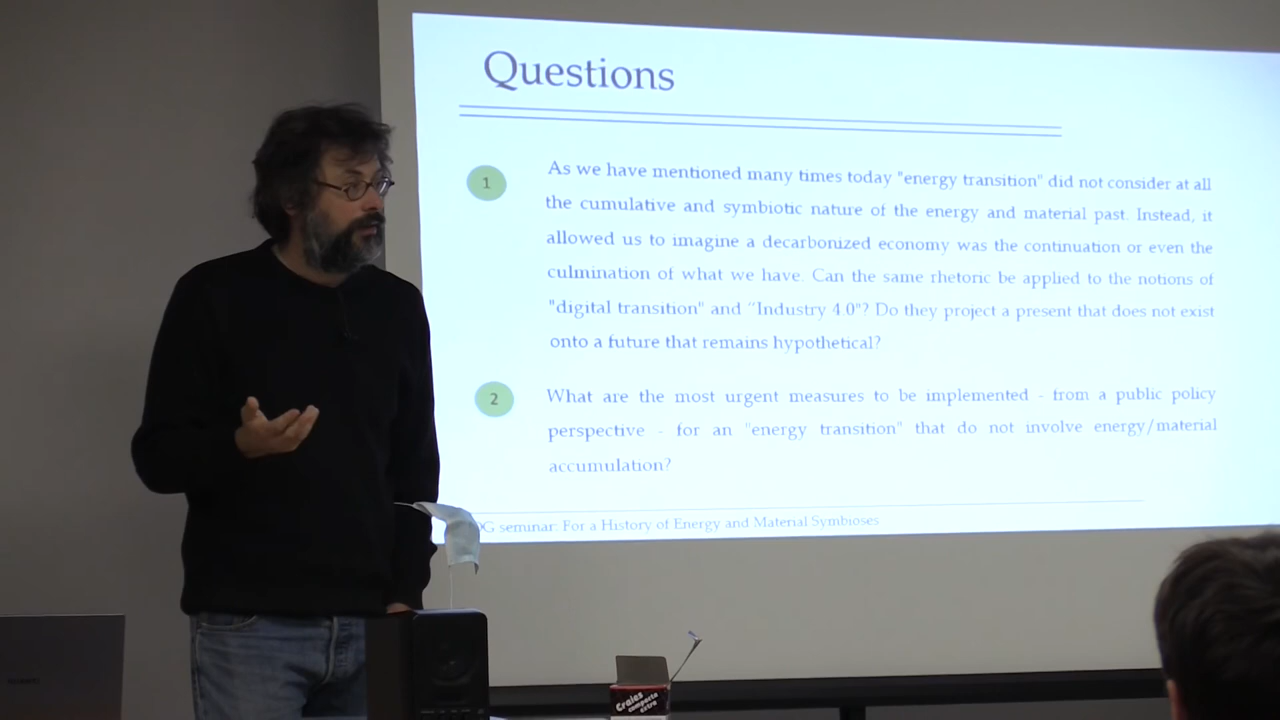 Questions
1
As we have mentioned many times today "energy transition" did not consider at all
the cumulative and symbiotic nature of the energy and material past. Instead, it
allowed us to imagine a decarbonized economy was the continuation or even the
culmination of what we have. Can the same rhetoric be applied to the notions of
"digital transition" and “Industry 4.0"? Do they project a present that does not exist
onto a future that remains hypothetical?
2
What are the most urgent measures to be implemented - from a public policy
perspective - for an "energy transition" that do not involve energy/material
accumulation?
seminar: For a History of Energy and Material Symbioses
Craies
compacte
extra